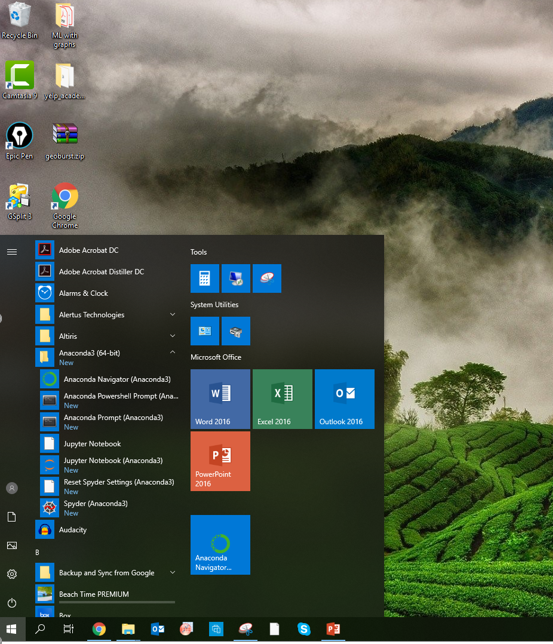 Recycle Bin
ML with
graphs
Camtasia 9
yeip_acade...
Epic Pen
geoburst.zip
GSplit 3
Google
Chrome
Adobe Acrobat DC
Adobe Acrobat Distiller DC
Alarms & Clock
Alertus Technologies
Altiris
Anaconda3 (64-bit)
New
Anaconda Navigator (Anaconda3)
Anaconda Powershell Prompt (Ana...
New
Anaconda Prompt (Anaconda3)
New
Jupyter Notebook
Jupyter Notebook (Anaconda3)
New
Reset Spyder Settings (Anaconda3)
New
Spyder (Anaconda3)
New
Audacity
B
Backup and Sync from Google
Beach Time PREMIUM
Box
Tools
System Utilities
Microsoft Office
Word 2016
Excel 2016
Outlook 2016
PowerPoint
2016
Anaconda
Navigator...